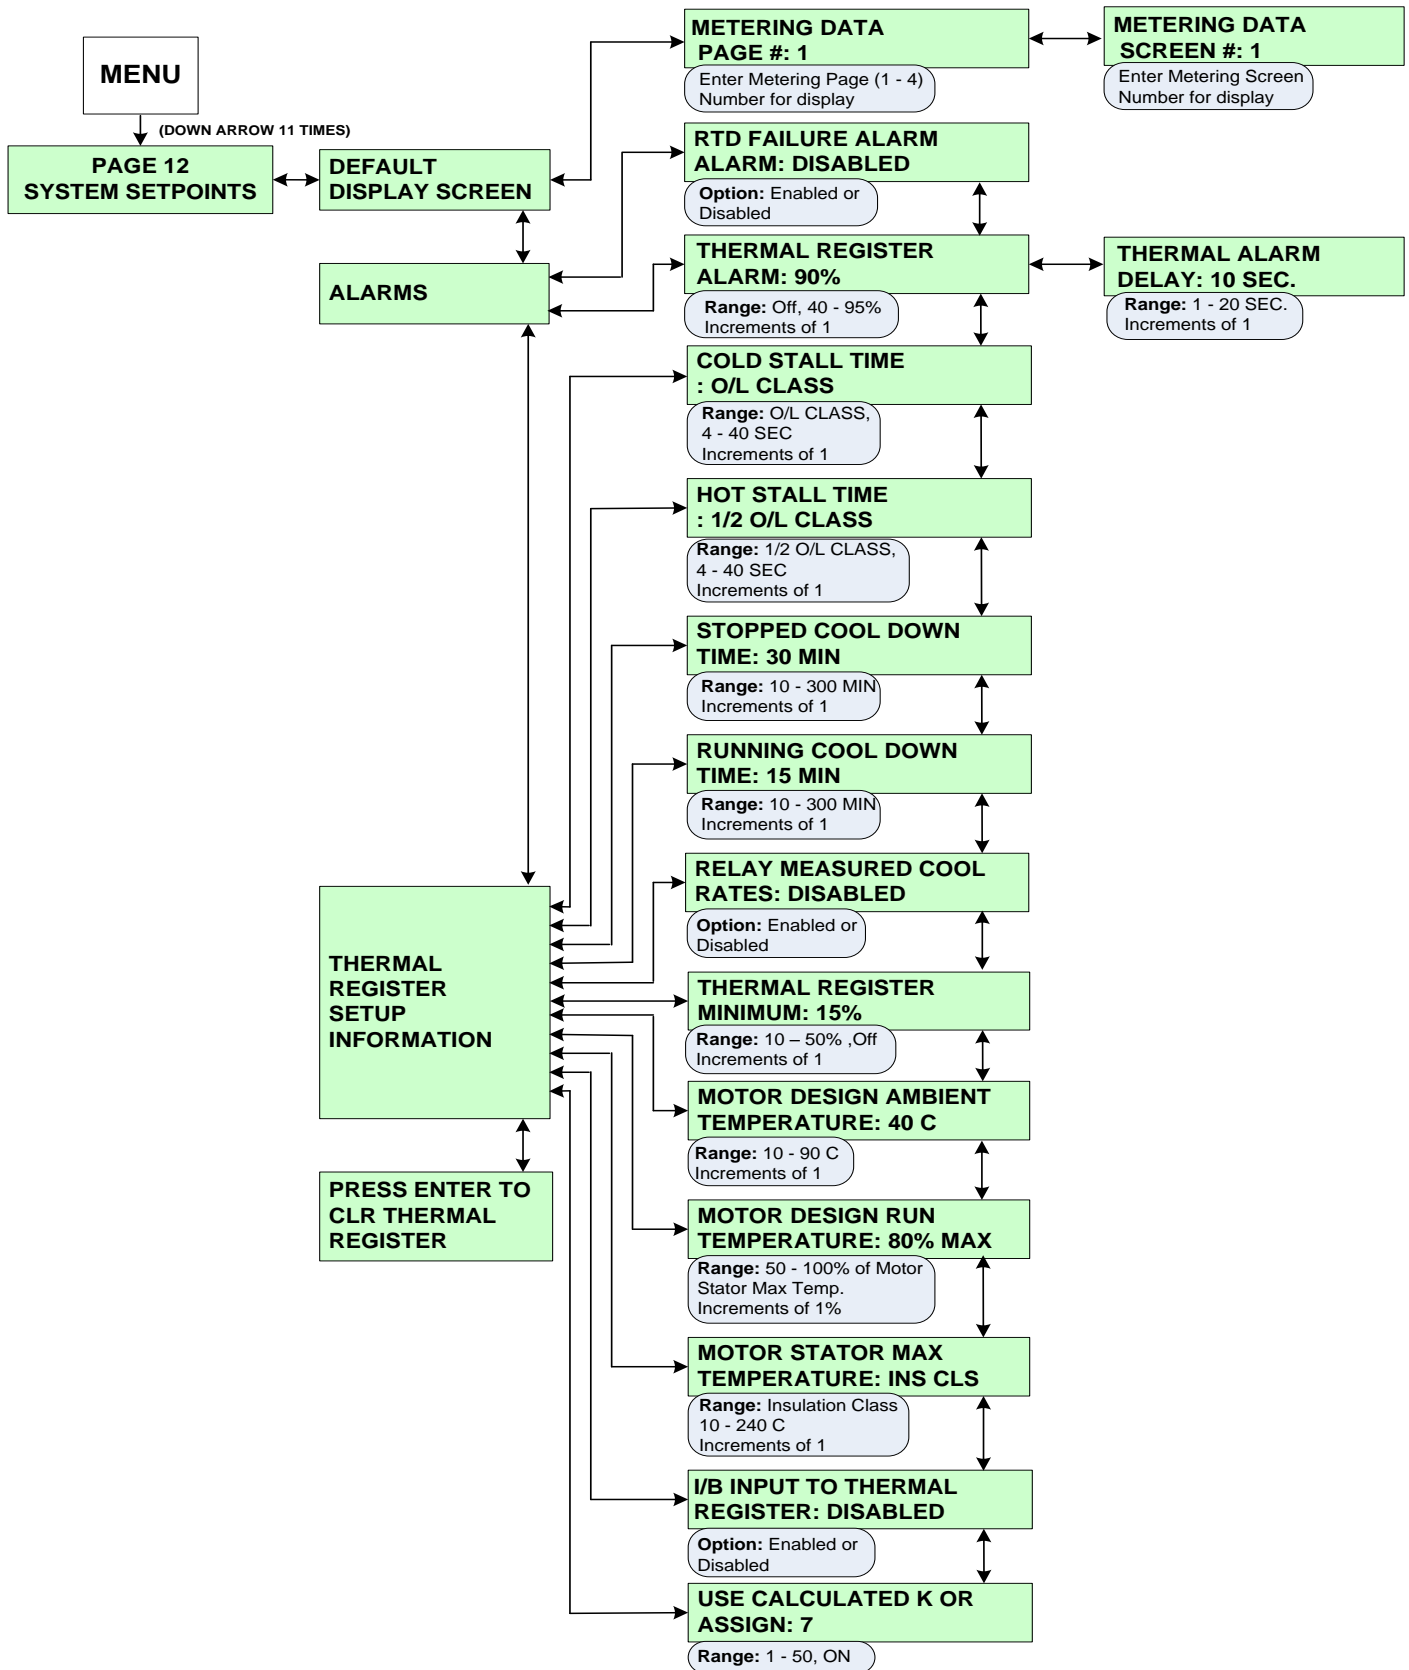 MENU
(DOWN ARROW 11 TIMES)
PAGE 12
SYSTEM SETPOINTS
DEFAULT
DISPLAY SCREEN
METERING DATA
PAGE #: 1
Enter Metering Page (1 - 4)
Number for display
METERING DATA
SCREEN #: 1
Enter Metering Screen
Number for display
ALARMS
RTD FAILURE ALARM
ALARM: DISABLED
Option: Enabled or
Disabled
THERMAL REGISTER
ALARM: 90%
Range: Off, 40 - 95%
Increments of 1
THERMAL ALARM
DELAY: 10 SEC.
Range: 1 - 20 SEC.
Increments of 1
THERMAL
REGISTER
SETUP
INFORMATION
COLD STALL TIME
: O/L CLASS
Range: O/L CLASS,
4 - 40 SEC
Increments of 1
HOT STALL TIME
: 1/2 O/L CLASS
Range: 1/2 O/L CLASS,
4 - 40 SEC
Increments of 1
STOPPED COOL DOWN
TIME: 30 MIN
Range: 10 - 300 MIN
Increments of 1
RUNNING COOL DOWN
TIME: 15 MIN
Range: 10 - 300 MIN
Increments of 1
RELAY MEASURED COOL
RATES: DISABLED
Option: Enabled or
Disabled
THERMAL REGISTER
MINIMUM: 15%
Range: 10 – 50% ,Off
Increments of 1
MOTOR DESIGN AMBIENT
TEMPERATURE: 40 C
Range: 10 - 90 C
Increments of 1
MOTOR DESIGN RUN
TEMPERATURE: 80% MAX
Range: 50 - 100% of Motor
Stator Max Temp.
Increments of 1%
MOTOR STATOR MAX
TEMPERATURE: INS CLS
Range: Insulation Class
10 - 240 C
Increments of 1
I/B INPUT TO THERMAL
REGISTER: DISABLED
Option: Enabled or
Disabled
USE CALCULATED K OR
ASSIGN: 7
Range: 1 - 50, ON
PRESS ENTER TO
CLR THERMAL
REGISTER